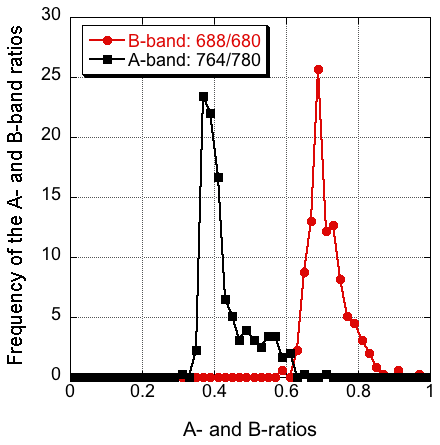 B-band: 688/680
A-band: 764/780
Frequency of the A- and B-band ratios
30
25
20
15
10
5
0
0 0.2 0.4 0.6 0.8 1
A- and B-ratios